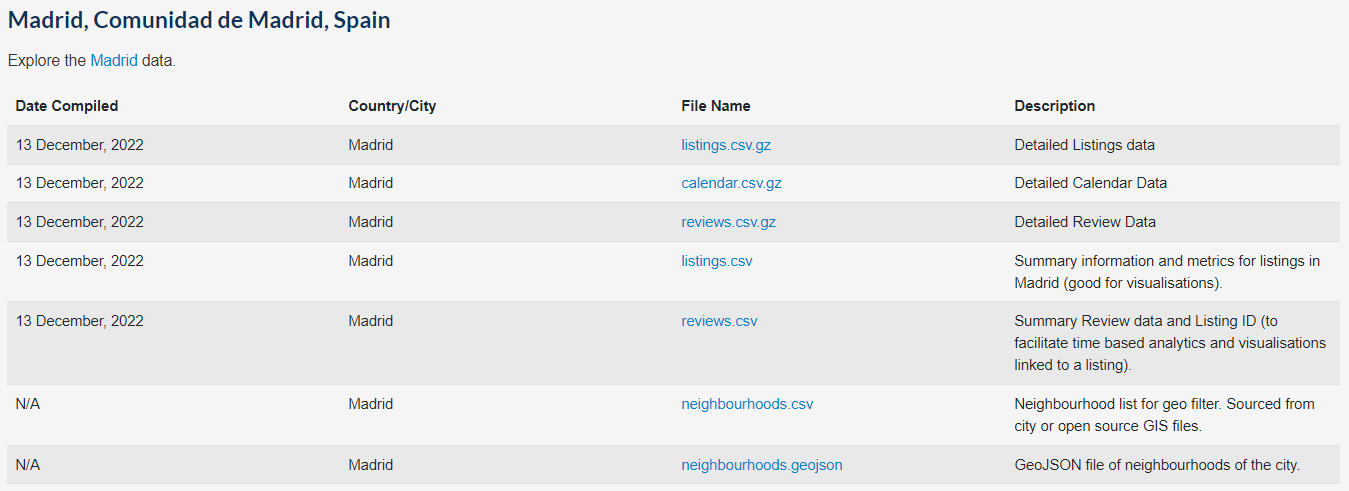 Madrid, Comunidad de Madrid, Spain
Explore the Madrid data.
Date Compiled Country/City File Name Description
13 December, 2022 Madrid listings.csv.gz Detailed Listings data
13 December, 2022 Madrid calendar.csv.gz Detailed Calendar Data
13 December, 2022 Madrid reviews.csv.gz Detailed Review Data
13 December, 2022 Madrid listings.csv Summary information and metrics for listings in
Madrid (good for visualisations).
13 December, 2022 Madrid reviews.csv Summary Review data and Listing ID (to
facilitate time based analytics and visualisations
linked to a listing).
N/A Madrid neighbourhoods.csv Neighbourhood list for geo filter. Sourced from
city or open source GIS files.
N/A Madrid neighbourhoods.geojson GeoJSON file of neighbourhoods of the city.